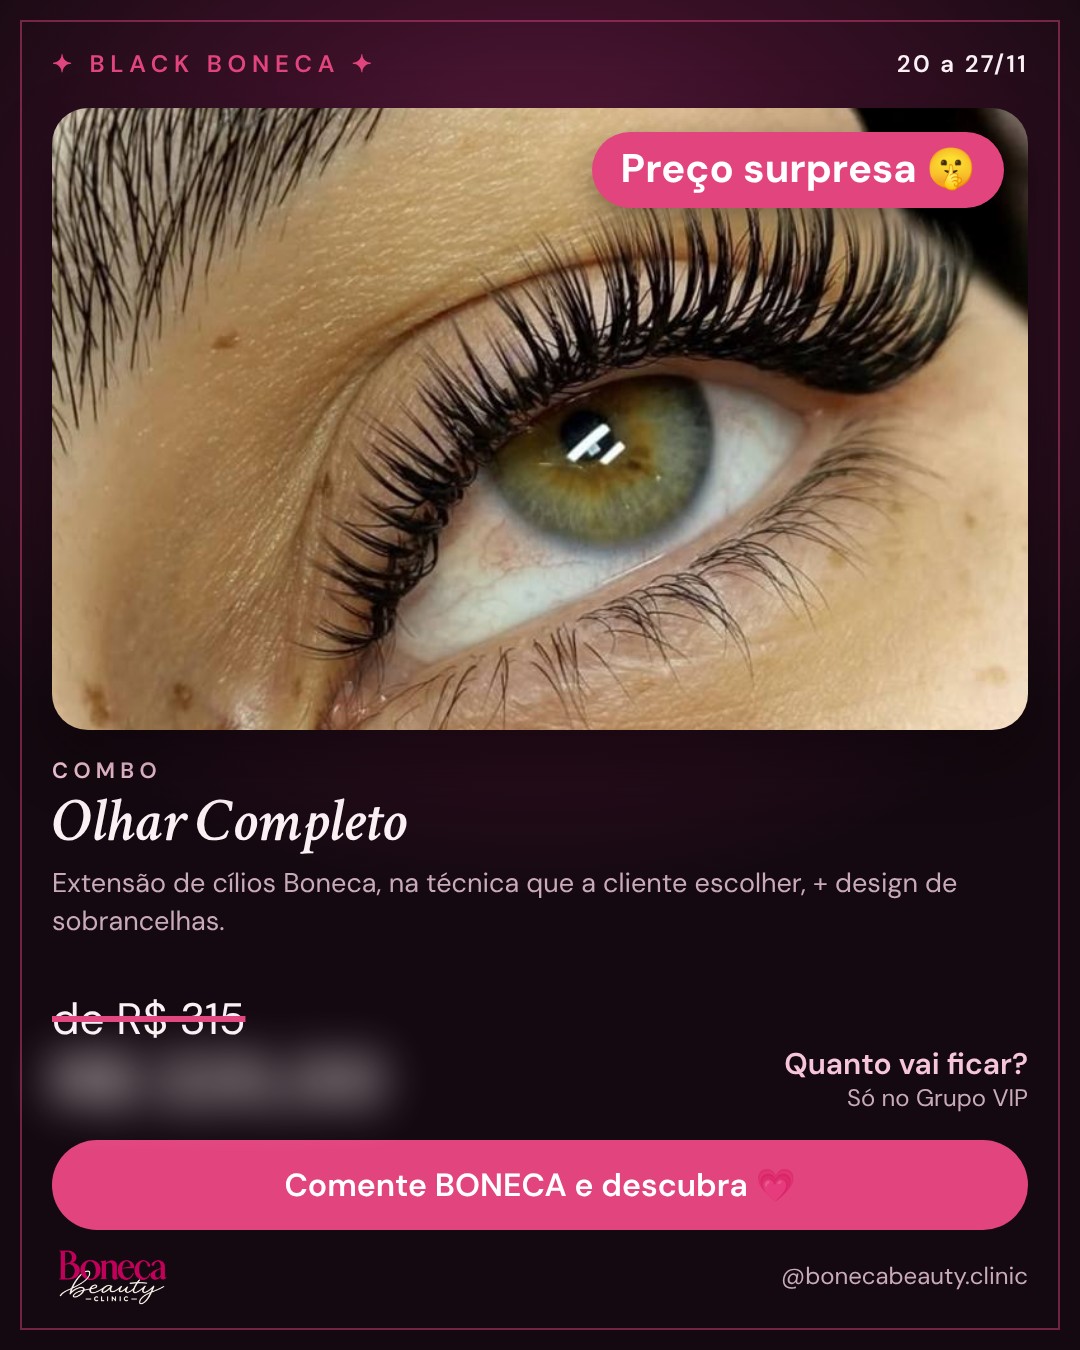 ✦ BLACK BONECA ✦
20 a 27/11
Preço surpresa 🤫
COMBO
Olhar Completo
Extensão de cílios Boneca, na técnica que a cliente escolher, + design de
sobrancelhas.
de R$ 315
Quanto vai ficar?
Só no Grupo VIP
Comente BONECA e descubra 💗
Boneca
beauty
CLINIC
@bonecabeauty.clinic